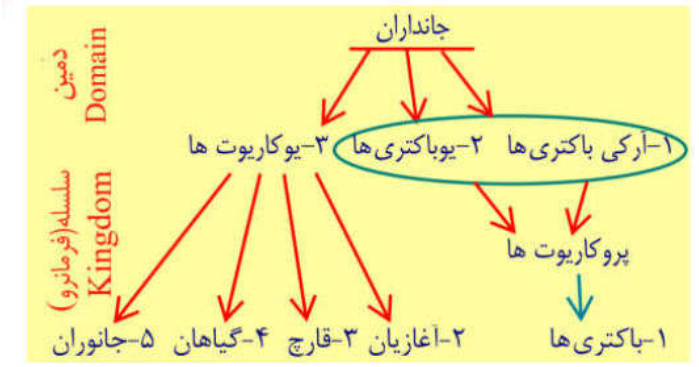 جانداران
دمین
Domain
۱-آرکی باکتری‌ها ۲-یوباکتری‌ها ۳-یوکاریوت ها
سلسله(فرمانرو)
Kingdom
پروکاریوت ها
۱-باکتری‌ها ۲-آغازیان ۳-قارچ ۴-گیاهان ۵-جانوران